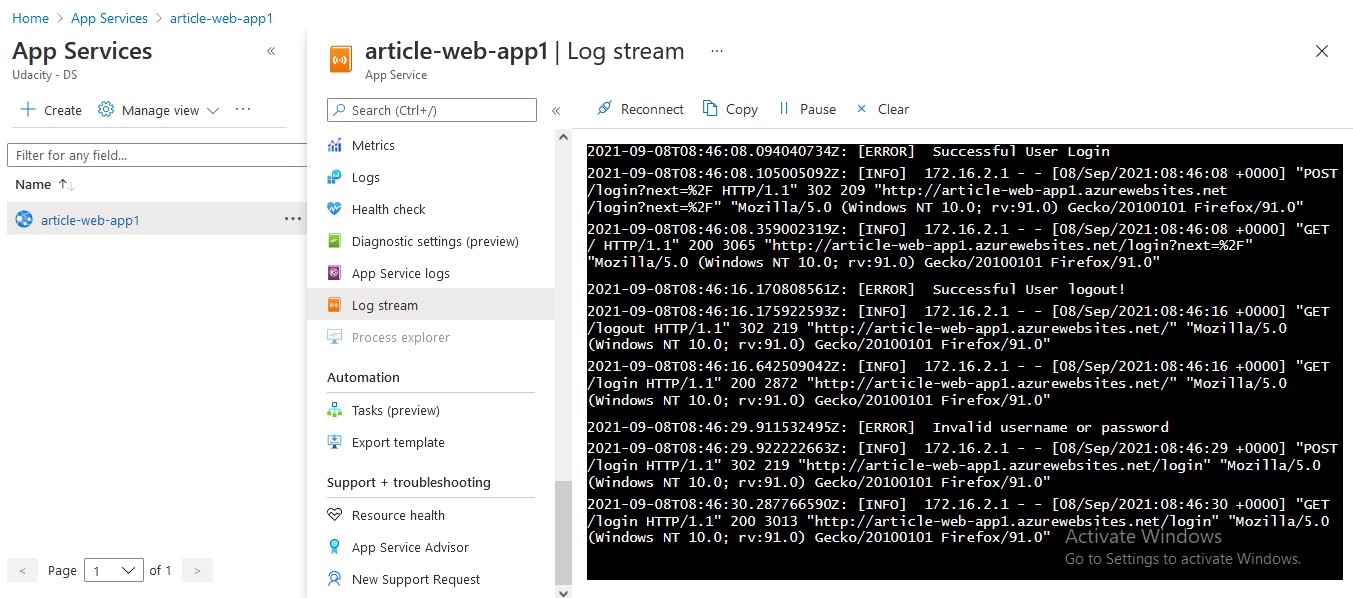 Home > App Services > article-web-app1
App Services
Udacity - DS
Create
Manage view
Filter for any field...
Name
article-web-app1
< Page 1 of 1 >
article-web-app1 | Log stream
App Service
Search (Ctrl+/)
Metrics
Logs
Health check
Diagnostic settings (preview)
App Service logs
Log stream
Process explorer
Automation
Tasks (preview)
Export template
Support + troubleshooting
Resource health
App Service Advisor
New Support Request
Reconnect
Copy
Pause
Clear
2021-09-08T08:46:08.094040734Z: [ERROR]  Successful User Login
2021-09-08T08:46:08.105005092Z: [INFO]  172.16.2.1 - - [08/Sep/2021:08:46:08 +0000] "POST
/login?next=%2F HTTP/1.1" 302 209 "http://article-web-app1.azurewebsites.net
/login?next=%2F" "Mozilla/5.0 (Windows NT 10.0; rv:91.0) Gecko/20100101 Firefox/91.0"
2021-09-08T08:46:08.359002319Z: [INFO]  172.16.2.1 - - [08/Sep/2021:08:46:08 +0000] "GET
/ HTTP/1.1" 200 3065 "http://article-web-app1.azurewebsites.net/login?next=%2F"
"Mozilla/5.0 (Windows NT 10.0; rv:91.0) Gecko/20100101 Firefox/91.0"
2021-09-08T08:46:16.170808561Z: [ERROR]  Successful User logout!
2021-09-08T08:46:16.175922593Z: [INFO]  172.16.2.1 - - [08/Sep/2021:08:46:16 +0000] "GET
/logout HTTP/1.1" 302 219 "http://article-web-app1.azurewebsites.net/" "Mozilla/5.0
(Windows NT 10.0; rv:91.0) Gecko/20100101 Firefox/91.0"
2021-09-08T08:46:16.642509042Z: [INFO]  172.16.2.1 - - [08/Sep/2021:08:46:16 +0000] "GET
/login HTTP/1.1" 200 2872 "http://article-web-app1.azurewebsites.net/" "Mozilla/5.0
(Windows NT 10.0; rv:91.0) Gecko/20100101 Firefox/91.0"
2021-09-08T08:46:29.911532495Z: [ERROR]  Invalid username or password
2021-09-08T08:46:29.922222663Z: [INFO]  172.16.2.1 - - [08/Sep/2021:08:46:29 +0000] "POST
/login HTTP/1.1" 302 219 "http://article-web-app1.azurewebsites.net/login" "Mozilla/5.0
(Windows NT 10.0; rv:91.0) Gecko/20100101 Firefox/91.0"
2021-09-08T08:46:30.287766590Z: [INFO]  172.16.2.1 - - [08/Sep/2021:08:46:30 +0000] "GET
/login HTTP/1.1" 200 3013 "http://article-web-app1.azurewebsites.net/login" "Mozilla/5.0
(Windows NT 10.0; rv:91.0) Gecko/20100101 Firefox/91.0"
Activate Windows
Go to Settings to activate Windows.